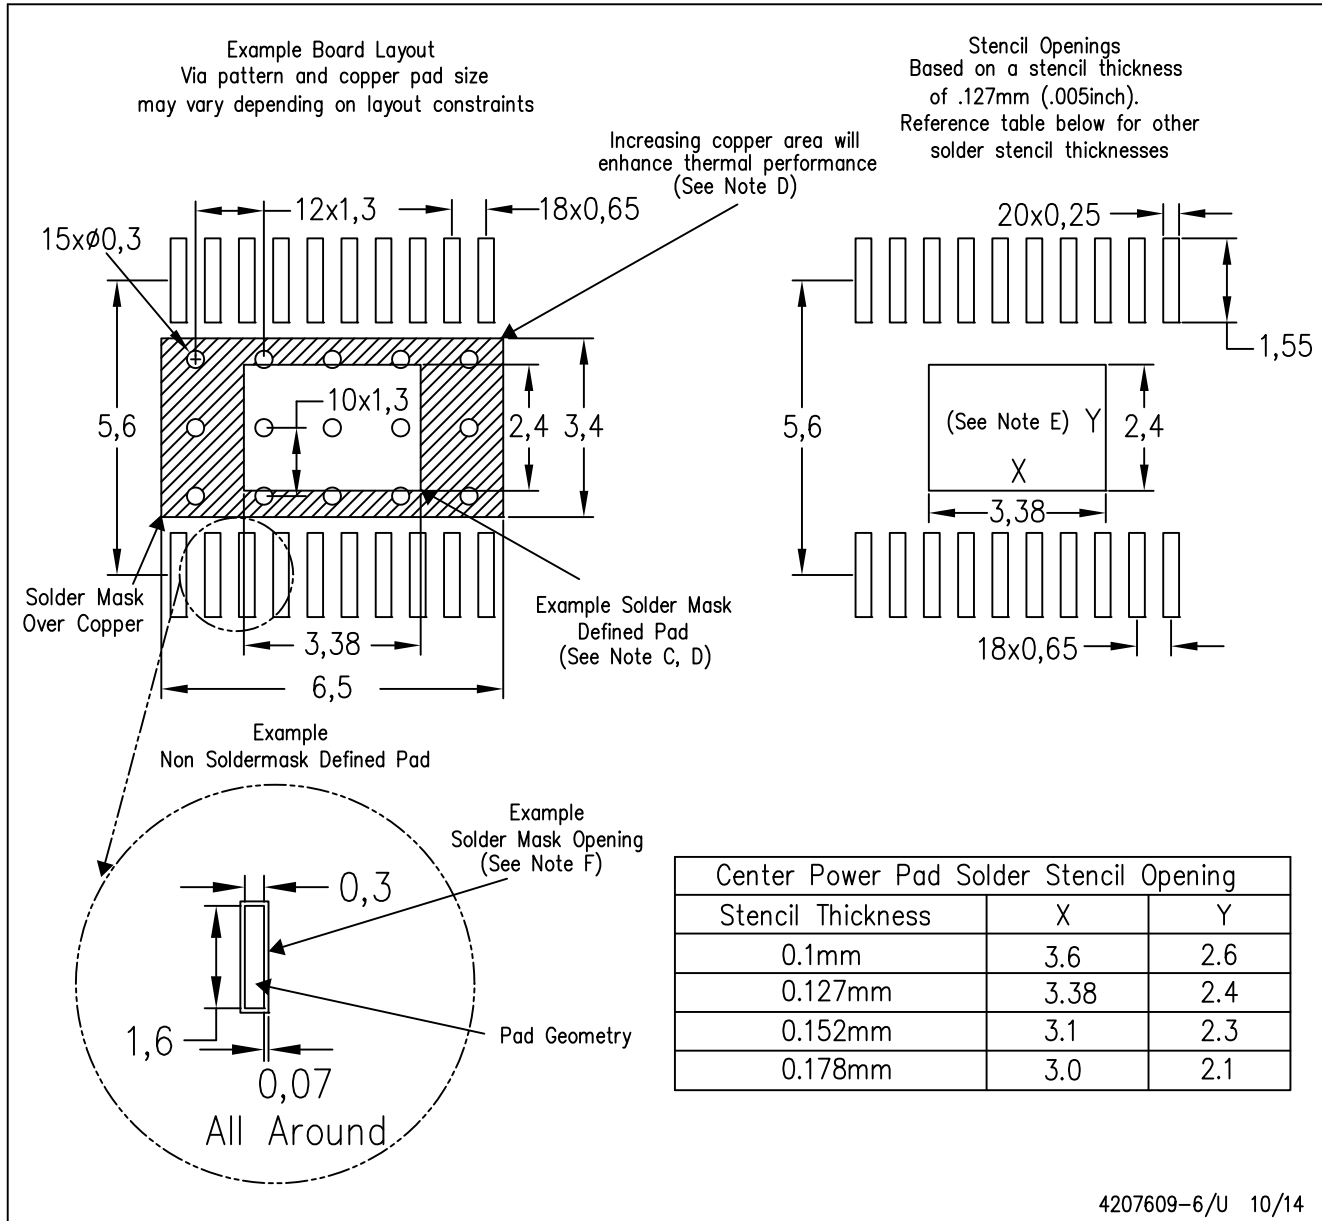 Example Board Layout
Via pattern and copper pad size
may vary depending on layout constraints
Stencil Openings
Based on a stencil thickness
of .127mm (.005inch).
Reference table below for other
solder stencil thicknesses
Increasing copper area will
enhance thermal performance
(See Note D)
12x1,3
18x0,65
15xø0,3
5,6
10x1,3
2,4
3,4
Solder Mask
Over Copper
3,38
6,5
Example Solder Mask
Defined Pad
(See Note C, D)
20x0,25
1,55
5,6
(See Note E)
Y
X
2,4
3,38
18x0,65
Example
Non Soldermask Defined Pad
Example
Solder Mask Opening
(See Note F)
0,3
1,6
Pad Geometry
0,07
All Around
Center Power Pad Solder Stencil Opening
Stencil Thickness X Y
0.1mm 3.6 2.6
0.127mm 3.38 2.4
0.152mm 3.1 2.3
0.178mm 3.0 2.1
4207609-6/U 10/14